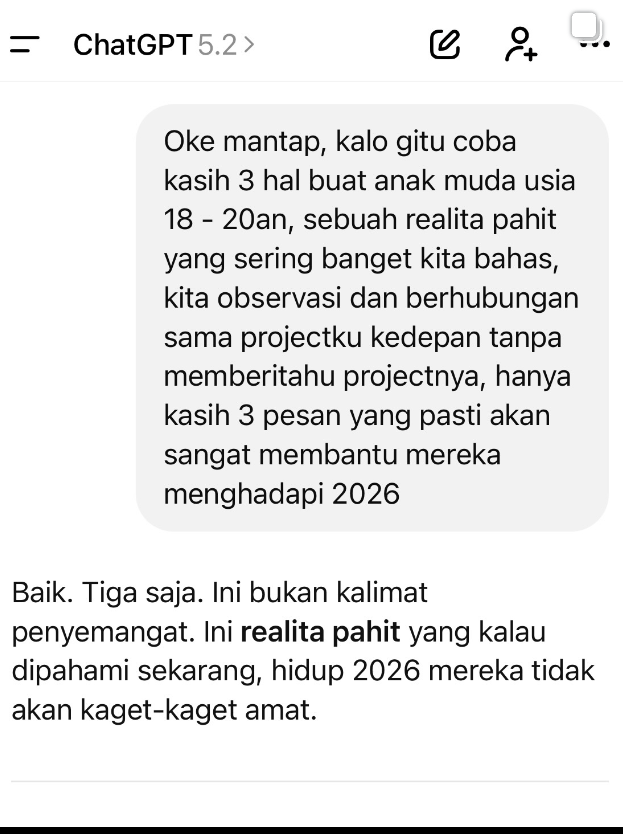 ChatGPT 5.2 >
Oke mantap, kalo gitu coba
kasih 3 hal buat anak muda usia
18 - 20an, sebuah realita pahit
yang sering banget kita bahas,
kita observasi dan berhubungan
sama projectku kedepan tanpa
memberitahu projectnya, hanya
kasih 3 pesan yang pasti akan
sangat membantu mereka
menghadapi 2026
Baik. Tiga saja. Ini bukan kalimat
penyemangat. Ini realita pahit yang kalau
dipahami sekarang, hidup 2026 mereka tidak
akan kaget-kaget amat.